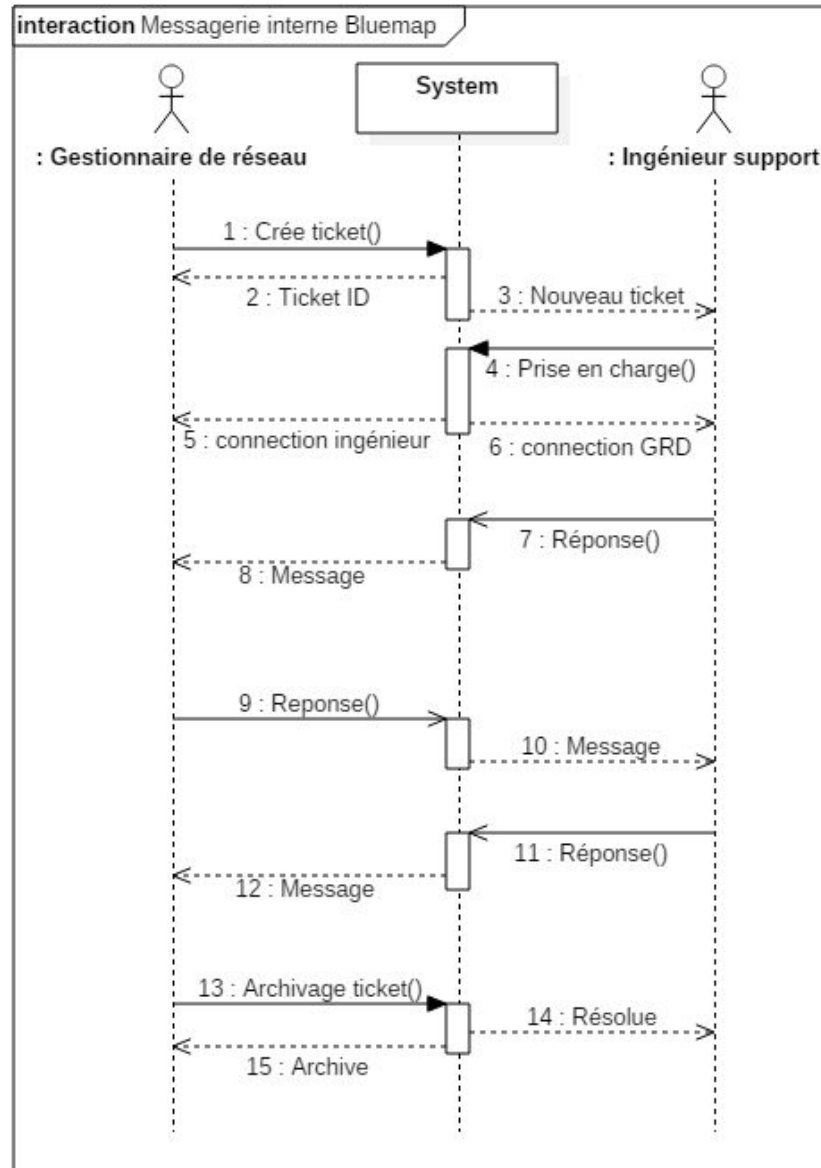 interaction Messagerie interne Bluemap
System
: Gestionnaire de réseau
: Ingénieur support
1 : Crée ticket()
2 : Ticket ID
3 : Nouveau ticket
4 : Prise en charge()
5 : connection ingénieur
6 : connection GRD
7 : Réponse()
8 : Message
9 : Reponse()
10 : Message
11 : Réponse()
12 : Message
13 : Archivage ticket()
14 : Résolue
15 : Archive